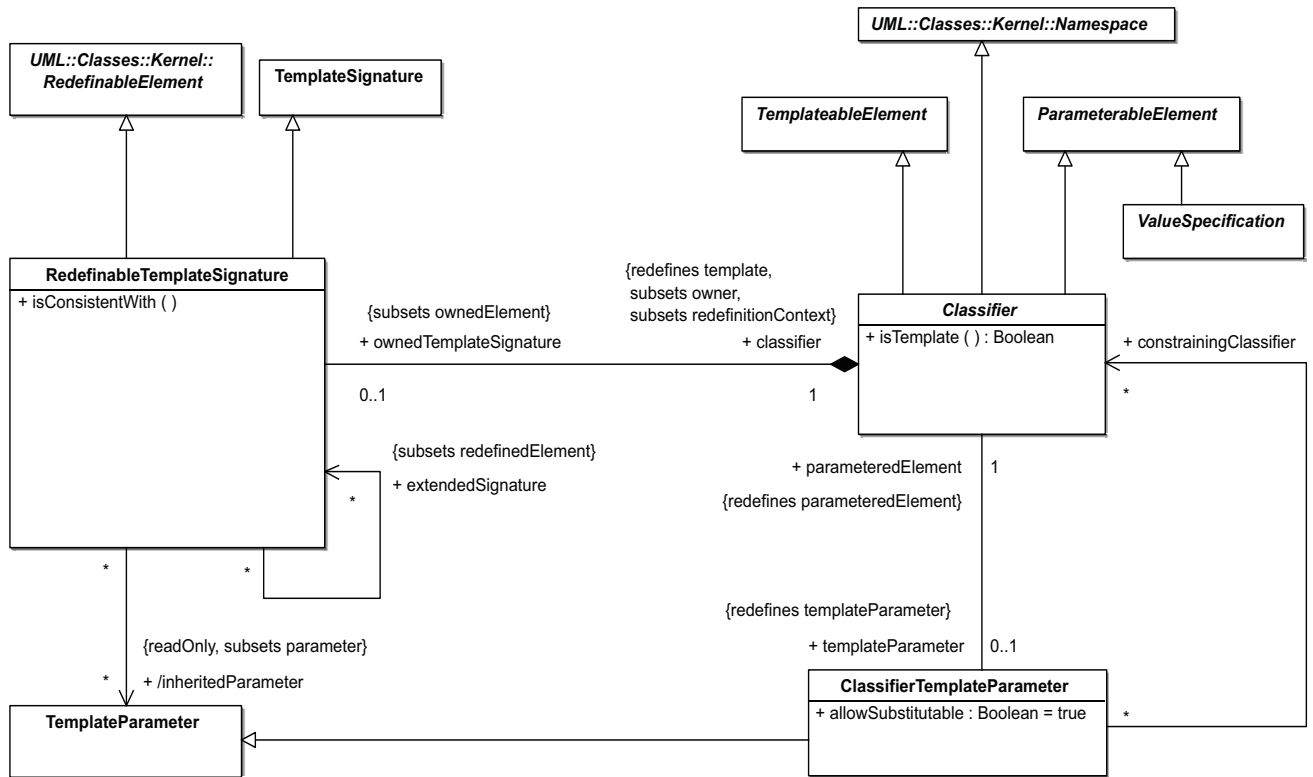 UML::Classes::Kernel::Namespace
UML::Classes::Kernel::
RedefinableElement
TemplateSignature
TemplateableElement
ParameterableElement
ValueSpecification
RedefinableTemplateSignature
+ isConsistentWith ( )
{subsets ownedElement}
+ ownedTemplateSignature
0..1
{redefines template,
subsets owner,
subsets redefinitionContext}
+ classifier
1
Classifier
+ isTemplate ( ) : Boolean
+ constrainingClassifier
*
{subsets redefinedElement}
+ extendedSignature
*
*
+ parameteredElement
1
{redefines parameteredElement}
*
{readOnly, subsets parameter}
* + /inheritedParameter
{redefines templateParameter}
+ templateParameter
0..1
TemplateParameter
ClassifierTemplateParameter
+ allowSubstitutable : Boolean = true
*